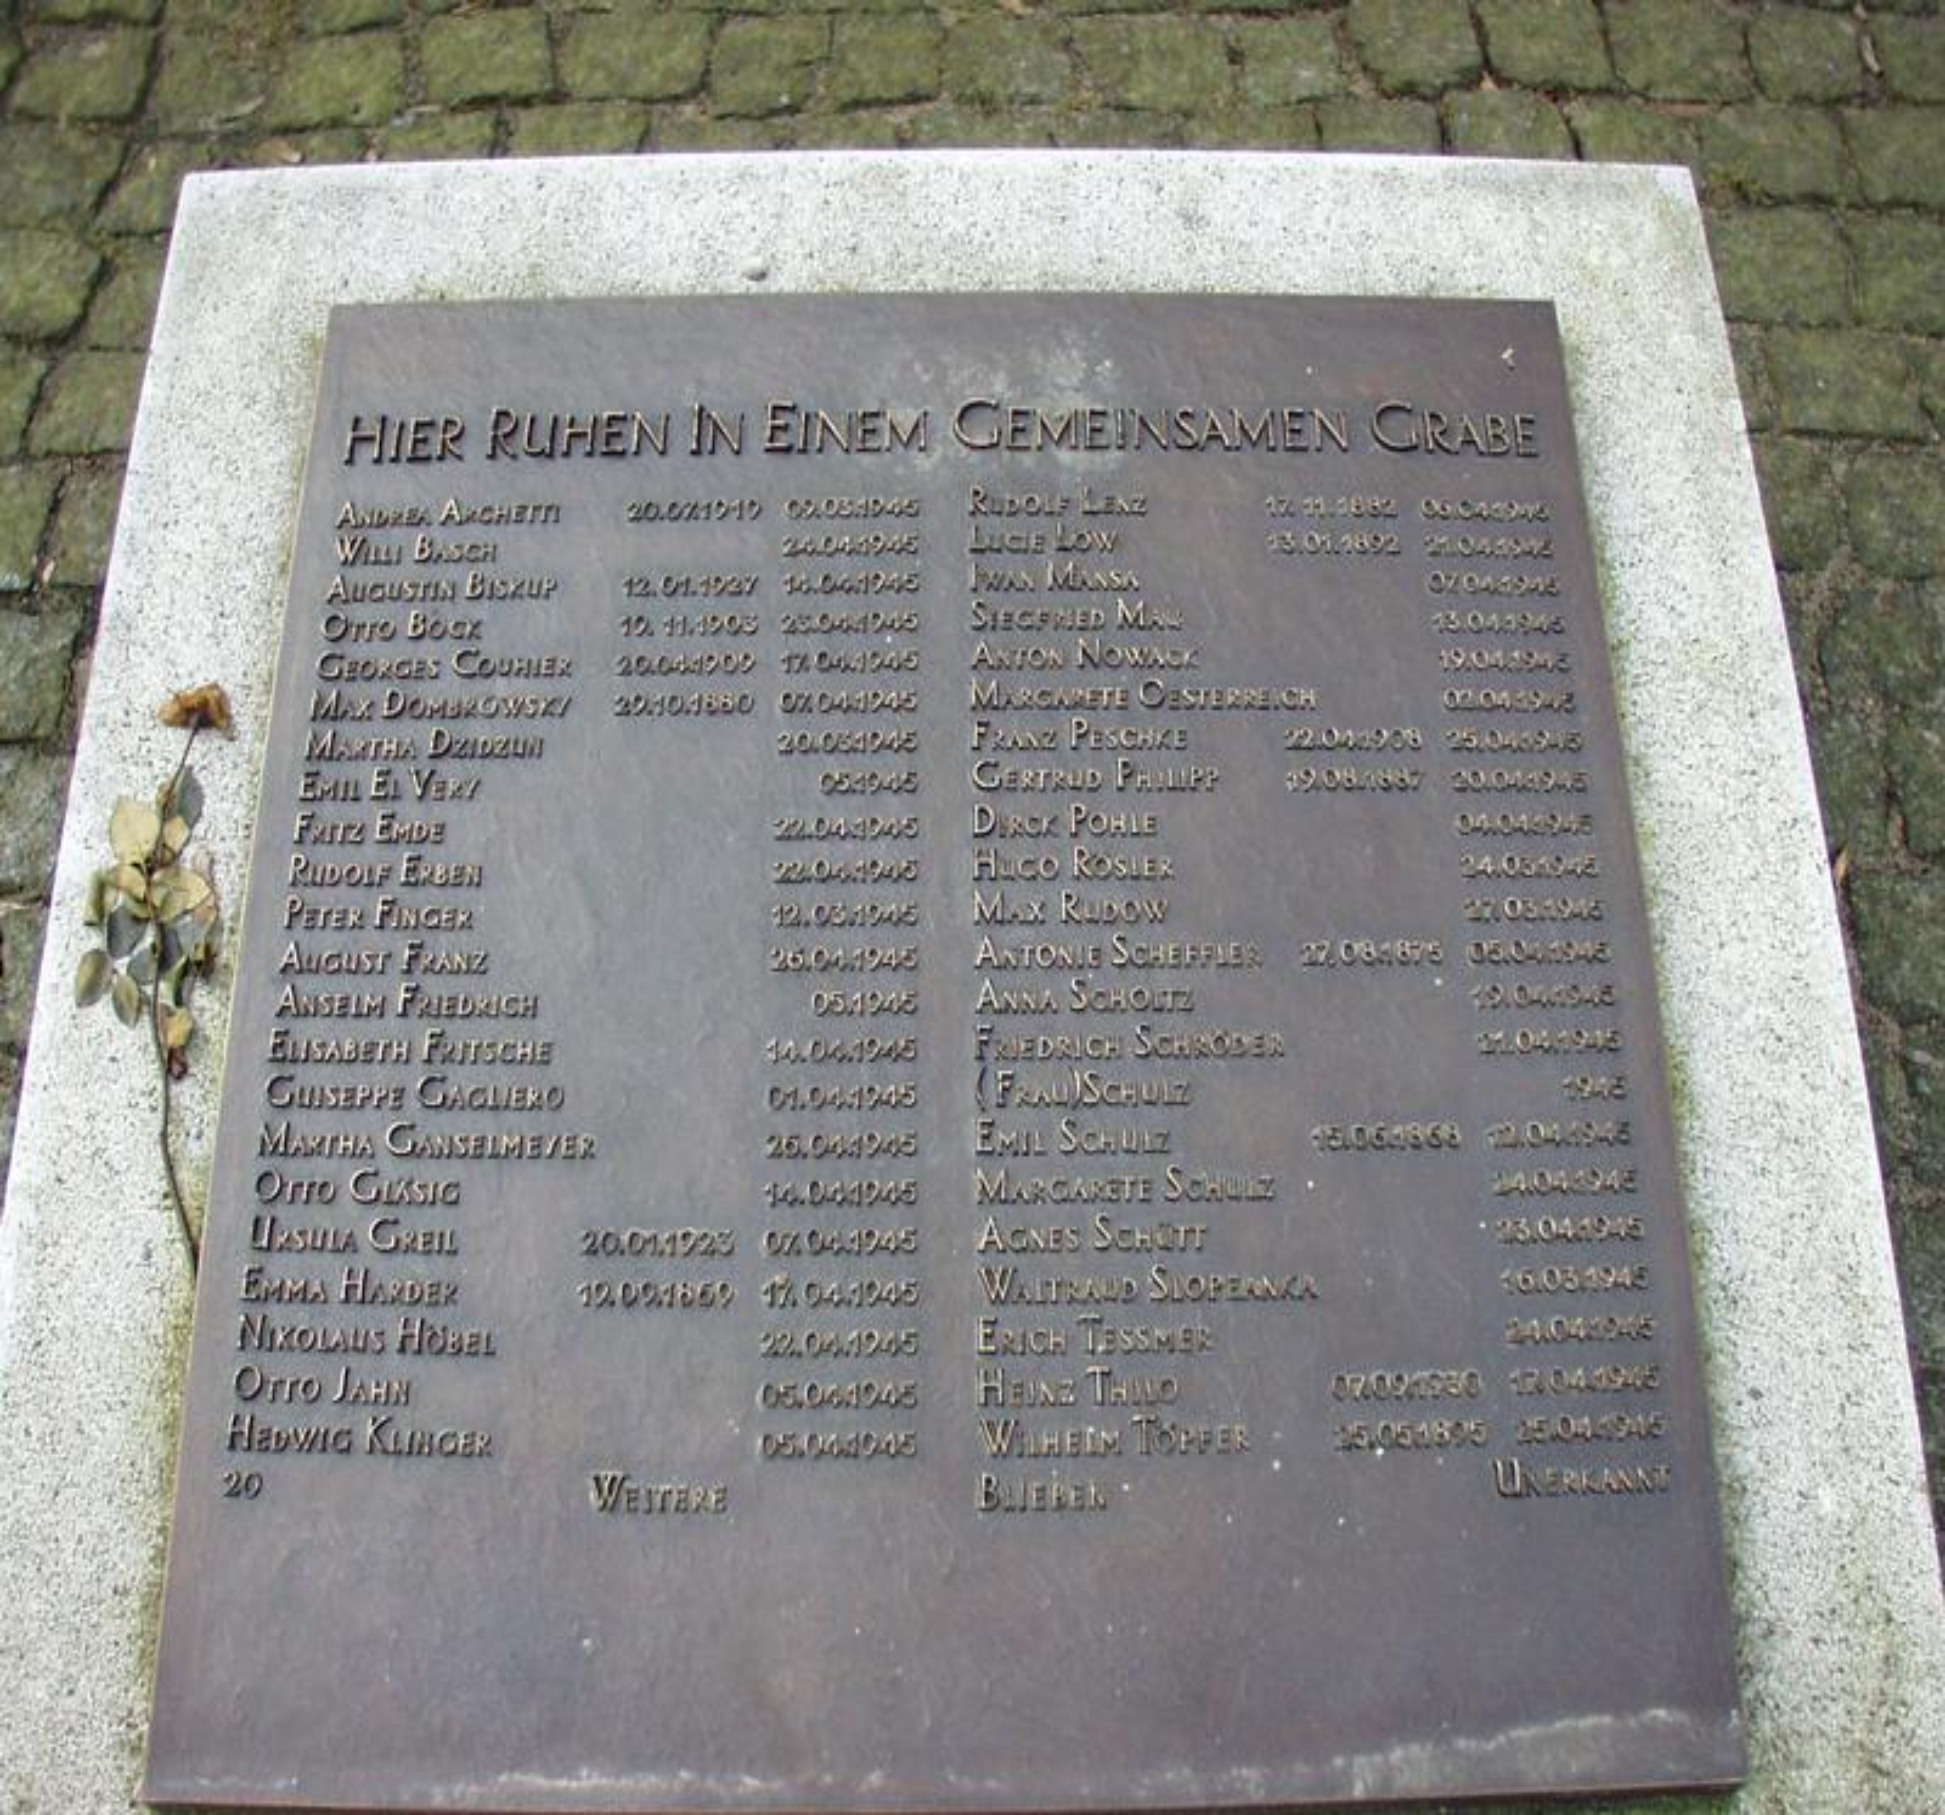 HIER RUHEN IN EINEM GEMEINSAMEN GRABE
ANDREA ARCHETTI 20.07.1919 09.03.1945
WILLI BASCH 24.04.1945
AUGUSTIN BISKUP 12.01.1927 14.04.1945
OTTO BOCK 19.11.1903 23.04.1945
GEORGES COUHIER 20.04.1909 17.04.1945
MAX DOMBROWSKY 29.10.1880 07.04.1945
MARTHA DZIDZUN 20.03.1945
EMIL EL VERY 05.1945
FRITZ EMDE 22.04.1945
RUDOLF ERBEN 22.04.1945
PETER FINGER 12.03.1945
AUGUST FRANZ 26.04.1945
ANSELM FRIEDRICH 05.1945
ELISABETH FRITSCHE 14.04.1945
GUISEPPE GAGLIERO 01.04.1945
MARTHA GANSELMEYER 26.04.1945
OTTO GLÄSIG 14.04.1945
URSULA GREIL 20.01.1923 07.04.1945
EMMA HARDER 19.09.1869 17.04.1945
NIKOLAUS HÖBEL 22.04.1945
OTTO JAHN 05.04.1945
HEDWIG KLINGER 05.04.1945
RUDOLF LENZ 17.11.1882 06.04.1945
LUCIE LÖW 13.01.1892 21.04.1945
IWAN MANSA 07.04.1945
SIEGFRIED MAU 13.04.1945
ANTON NOWACK 19.04.1945
MARGARETE OESTERREICH 02.04.1945
FRANZ PESCHKE 22.04.1908 25.04.1945
GERTRUD PHILIPP 19.08.1887 20.04.1945
DIRCK POHLE 04.04.1945
HUGO RÖSLER 24.03.1945
MAX RUDOW 27.03.1945
ANTONIE SCHEFFLER 27.08.1875 05.04.1945
ANNA SCHOLTZ 19.04.1945
FRIEDRICH SCHRÖDER 21.04.1945
(FRAU)SCHULZ 1945
EMIL SCHULZ 15.06.1868 12.04.1945
MARGARETE SCHULZ 24.04.1945
AGNES SCHÜTT 23.04.1945
WALTRAUD SLOPEANKA 16.03.1945
ERICH TESSMER 24.04.1945
HEINZ THILO 07.09.1930 17.04.1945
WILHELM TÖPFER 25.05.1895 25.04.1945
20 WEITERE BLIEBEN UNERKANNT